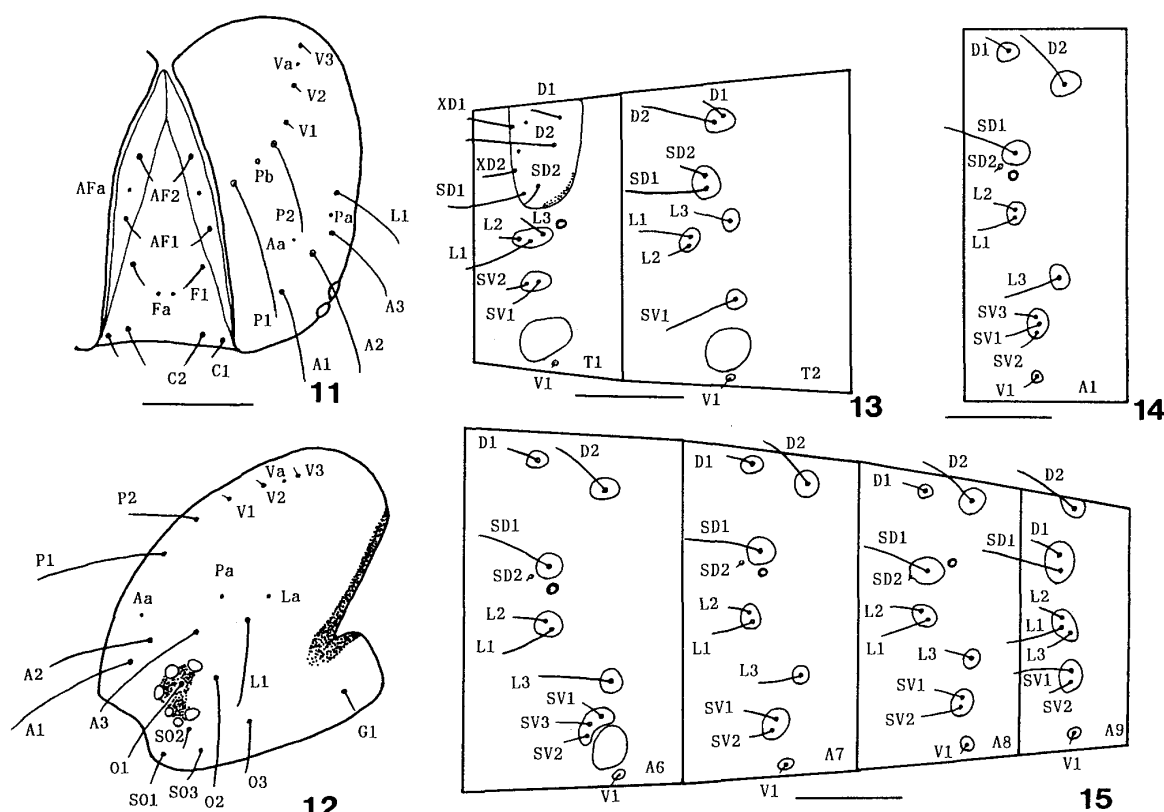 V3
Va
V2
V1
Pb
AFa
AF2
P2
Pa
L1
AF1
Aa
Fa
F1
A3
P1
A2
C2
C1
A1
11
XD1
D1
D2
XD2
SD2
SD1
L3
L2
L1
SV2
SV1
V1
T1
D1
D2
SD2
SD1
L3
L1
L2
SV1
V1
T2
13
D1
D2
SD1
SD2
L2
L1
L3
SV3
SV1
SV2
V1
A1
14
P2
V1
V2
Va
V3
P1
Pa
La
Aa
A2
A1
A3
L1
SO2
G1
O1
SO1
SO3
O2
O3
12
D1
D2
SD1
SD2
L2
L1
L3
SV1
SV3
SV2
V1
A6
D1
D2
SD1
SD2
L2
L1
L3
SV1
SV2
V1
A7
D1
D2
SD1
SD2
L2
L1
L3
SV1
SV2
V1
A8
D2
SD1
D1
L2
L1
L3
SV1
SV2
V1
A9
15